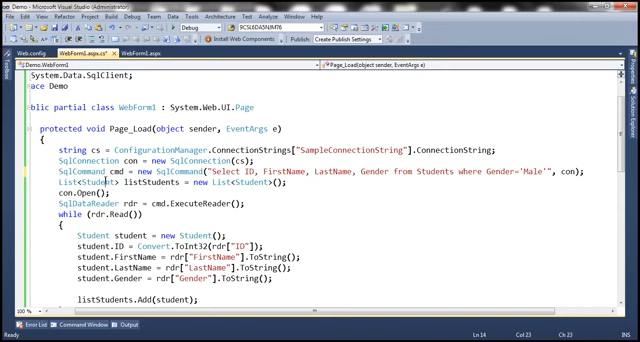 Demo - Microsoft Visual Studio (Administrator)
File Edit View Refactor Project Build Debug Team Data Tools Architecture Test Analyze Window Help
Debug 9CSL6DA5NJM76
Install Web Components Publish: Create Publish Settings
Web.config WebForm1.aspx.cs* WebForm1.aspx
Demo.WebForm1 Page_Load(object sender, EventArgs e)
System.Data.SqlClient;
ace Demo
blic partial class WebForm1 : System.Web.UI.Page
protected void Page_Load(object sender, EventArgs e)
{
string cs = ConfigurationManager.ConnectionStrings["SampleConnectionString"].ConnectionString;
SqlConnection con = new SqlConnection(cs);
SqlCommand cmd = new SqlCommand("Select ID, FirstName, LastName, Gender from Students where Gender='Male'", con);
List<Student> listStudents = new List<Student>();
con.Open();
SqlDataReader rdr = cmd.ExecuteReader();
while (rdr.Read())
{
Student student = new Student();
student.ID = Convert.ToInt32(rdr["ID"]);
student.FirstName = rdr["FirstName"].ToString();
student.LastName = rdr["LastName"].ToString();
student.Gender = rdr["Gender"].ToString();
listStudents.Add(student);
100 %
Error List Command Window Output
Ln 14 Col 23 Ch 23 INS
Toolbox
Properties
Solution Explorer